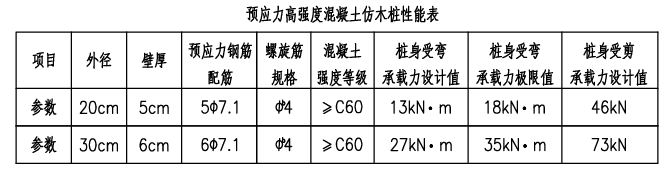 预应力高强度混凝土仿木桩性能表
项目 外径 壁厚 预应力钢筋配筋 螺旋筋规格 混凝土强度等级 桩身受弯承载力设计值 桩身受弯承载力极限值 桩身受剪承载力设计值
参数 20cm 5cm 5Φ7.1 Φᵇ4 ≥C60 13kN·m 18kN·m 46kN
参数 30cm 6cm 6Φ7.1 Φᵇ4 ≥C60 27kN·m 35kN·m 73kN